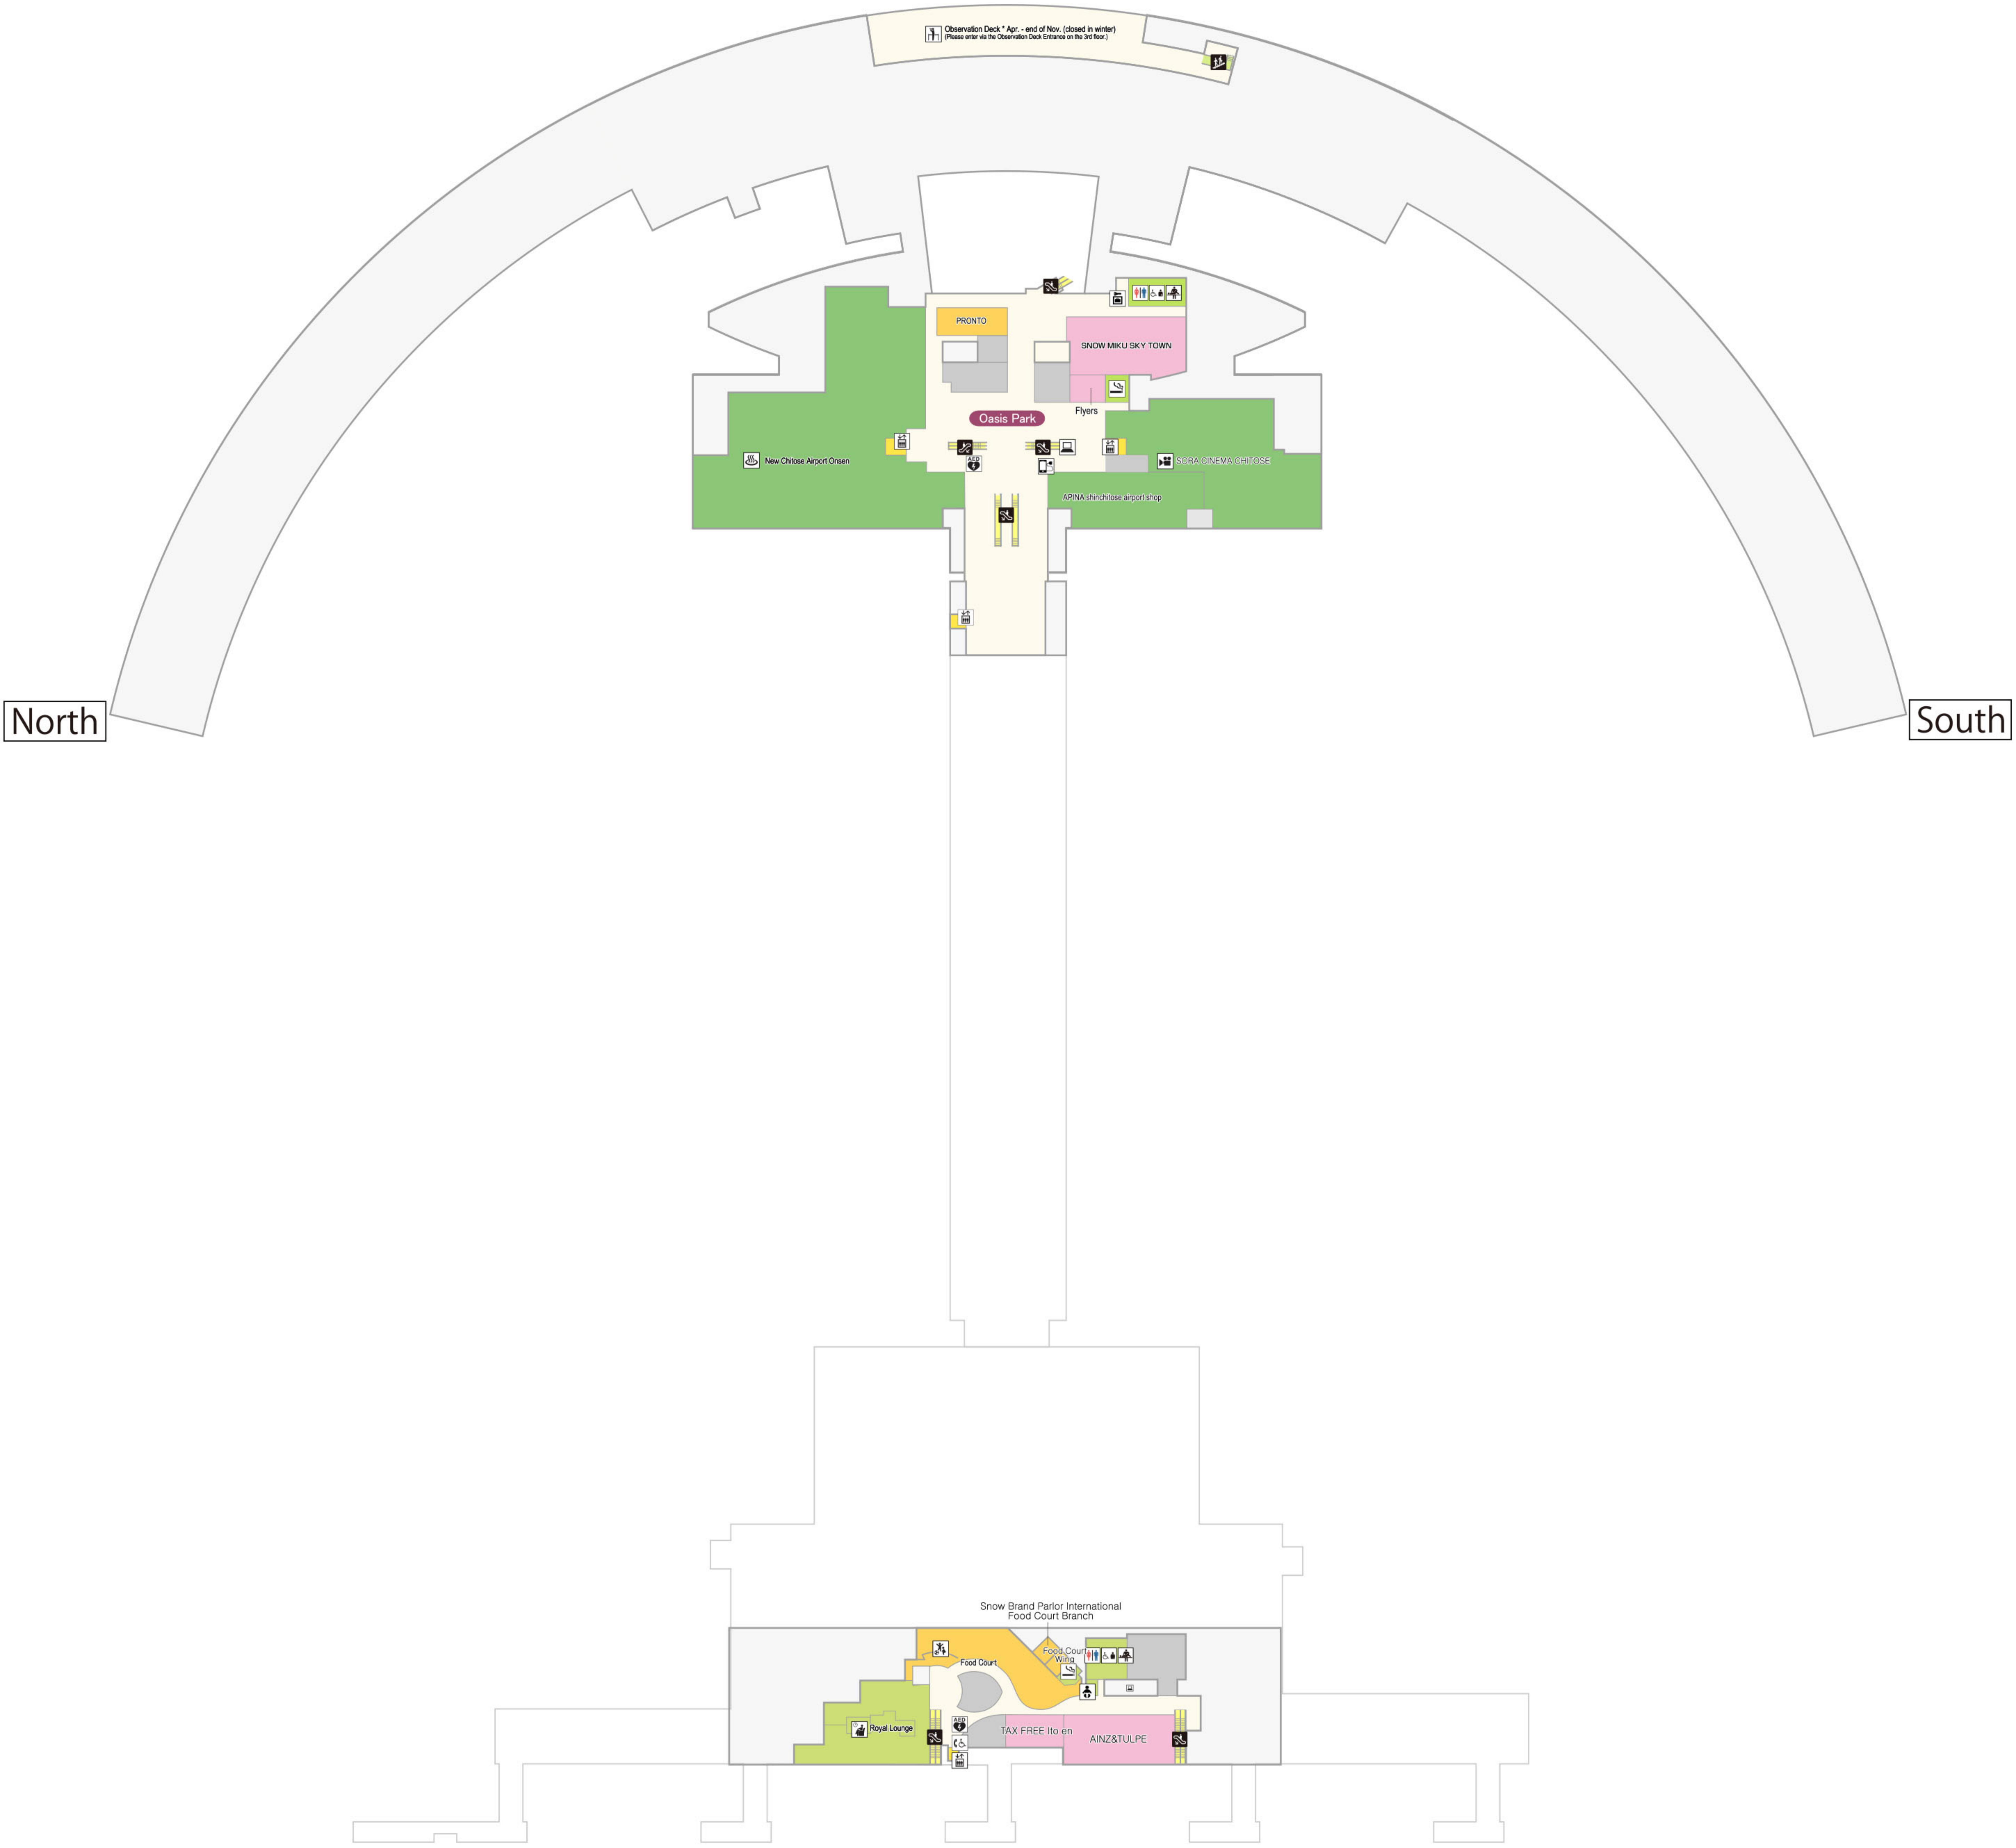 Observation Deck * Apr. - end of Nov. (closed in winter)
(Please enter via the Observation Deck Entrance on the 3rd floor.)
PRONTO
SNOW MIKU SKY TOWN
Flyers
Oasis Park
New Chitose Airport Onsen
AED
SORA CINEMA CHITOSE
APINA shinchitose airport shop
North
South
Snow Brand Parlor International
Food Court Branch
Food Court
Wing
Food Court
Royal Lounge
AED
TAX FREE Ito en
AINZ&TULPE